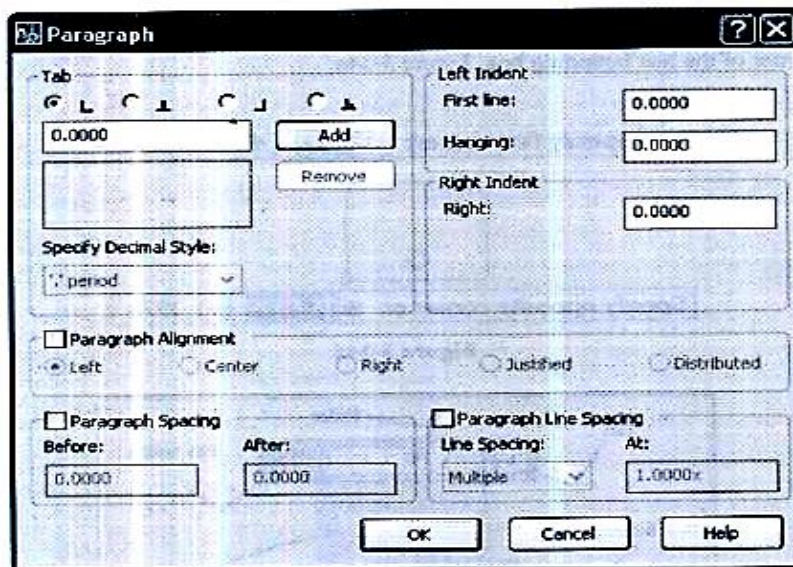 Paragraph
Tab
0.0000
Add
Remove
Specify Decimal Style:
'.' period
Left Indent
First line: 0.0000
Hanging: 0.0000
Right Indent
Right: 0.0000
Paragraph Alignment
Left Center Right Justified Distributed
Paragraph Spacing
Before: After:
0.0000 0.0000
Paragraph Line Spacing
Line Spacing: At:
Multiple 1.0000x
OK Cancel Help